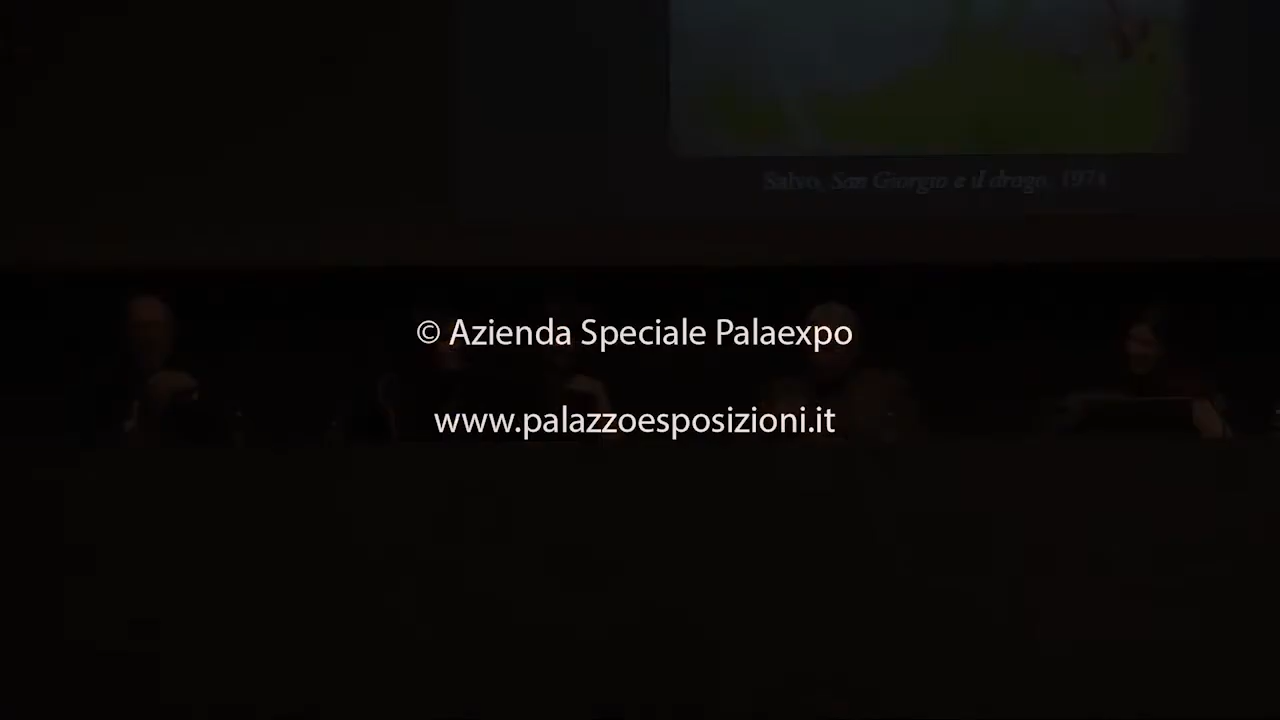 Salvo, San Giorgio e il drago, 1974
© Azienda Speciale Palaexpo
www.palazzoesposizioni.it